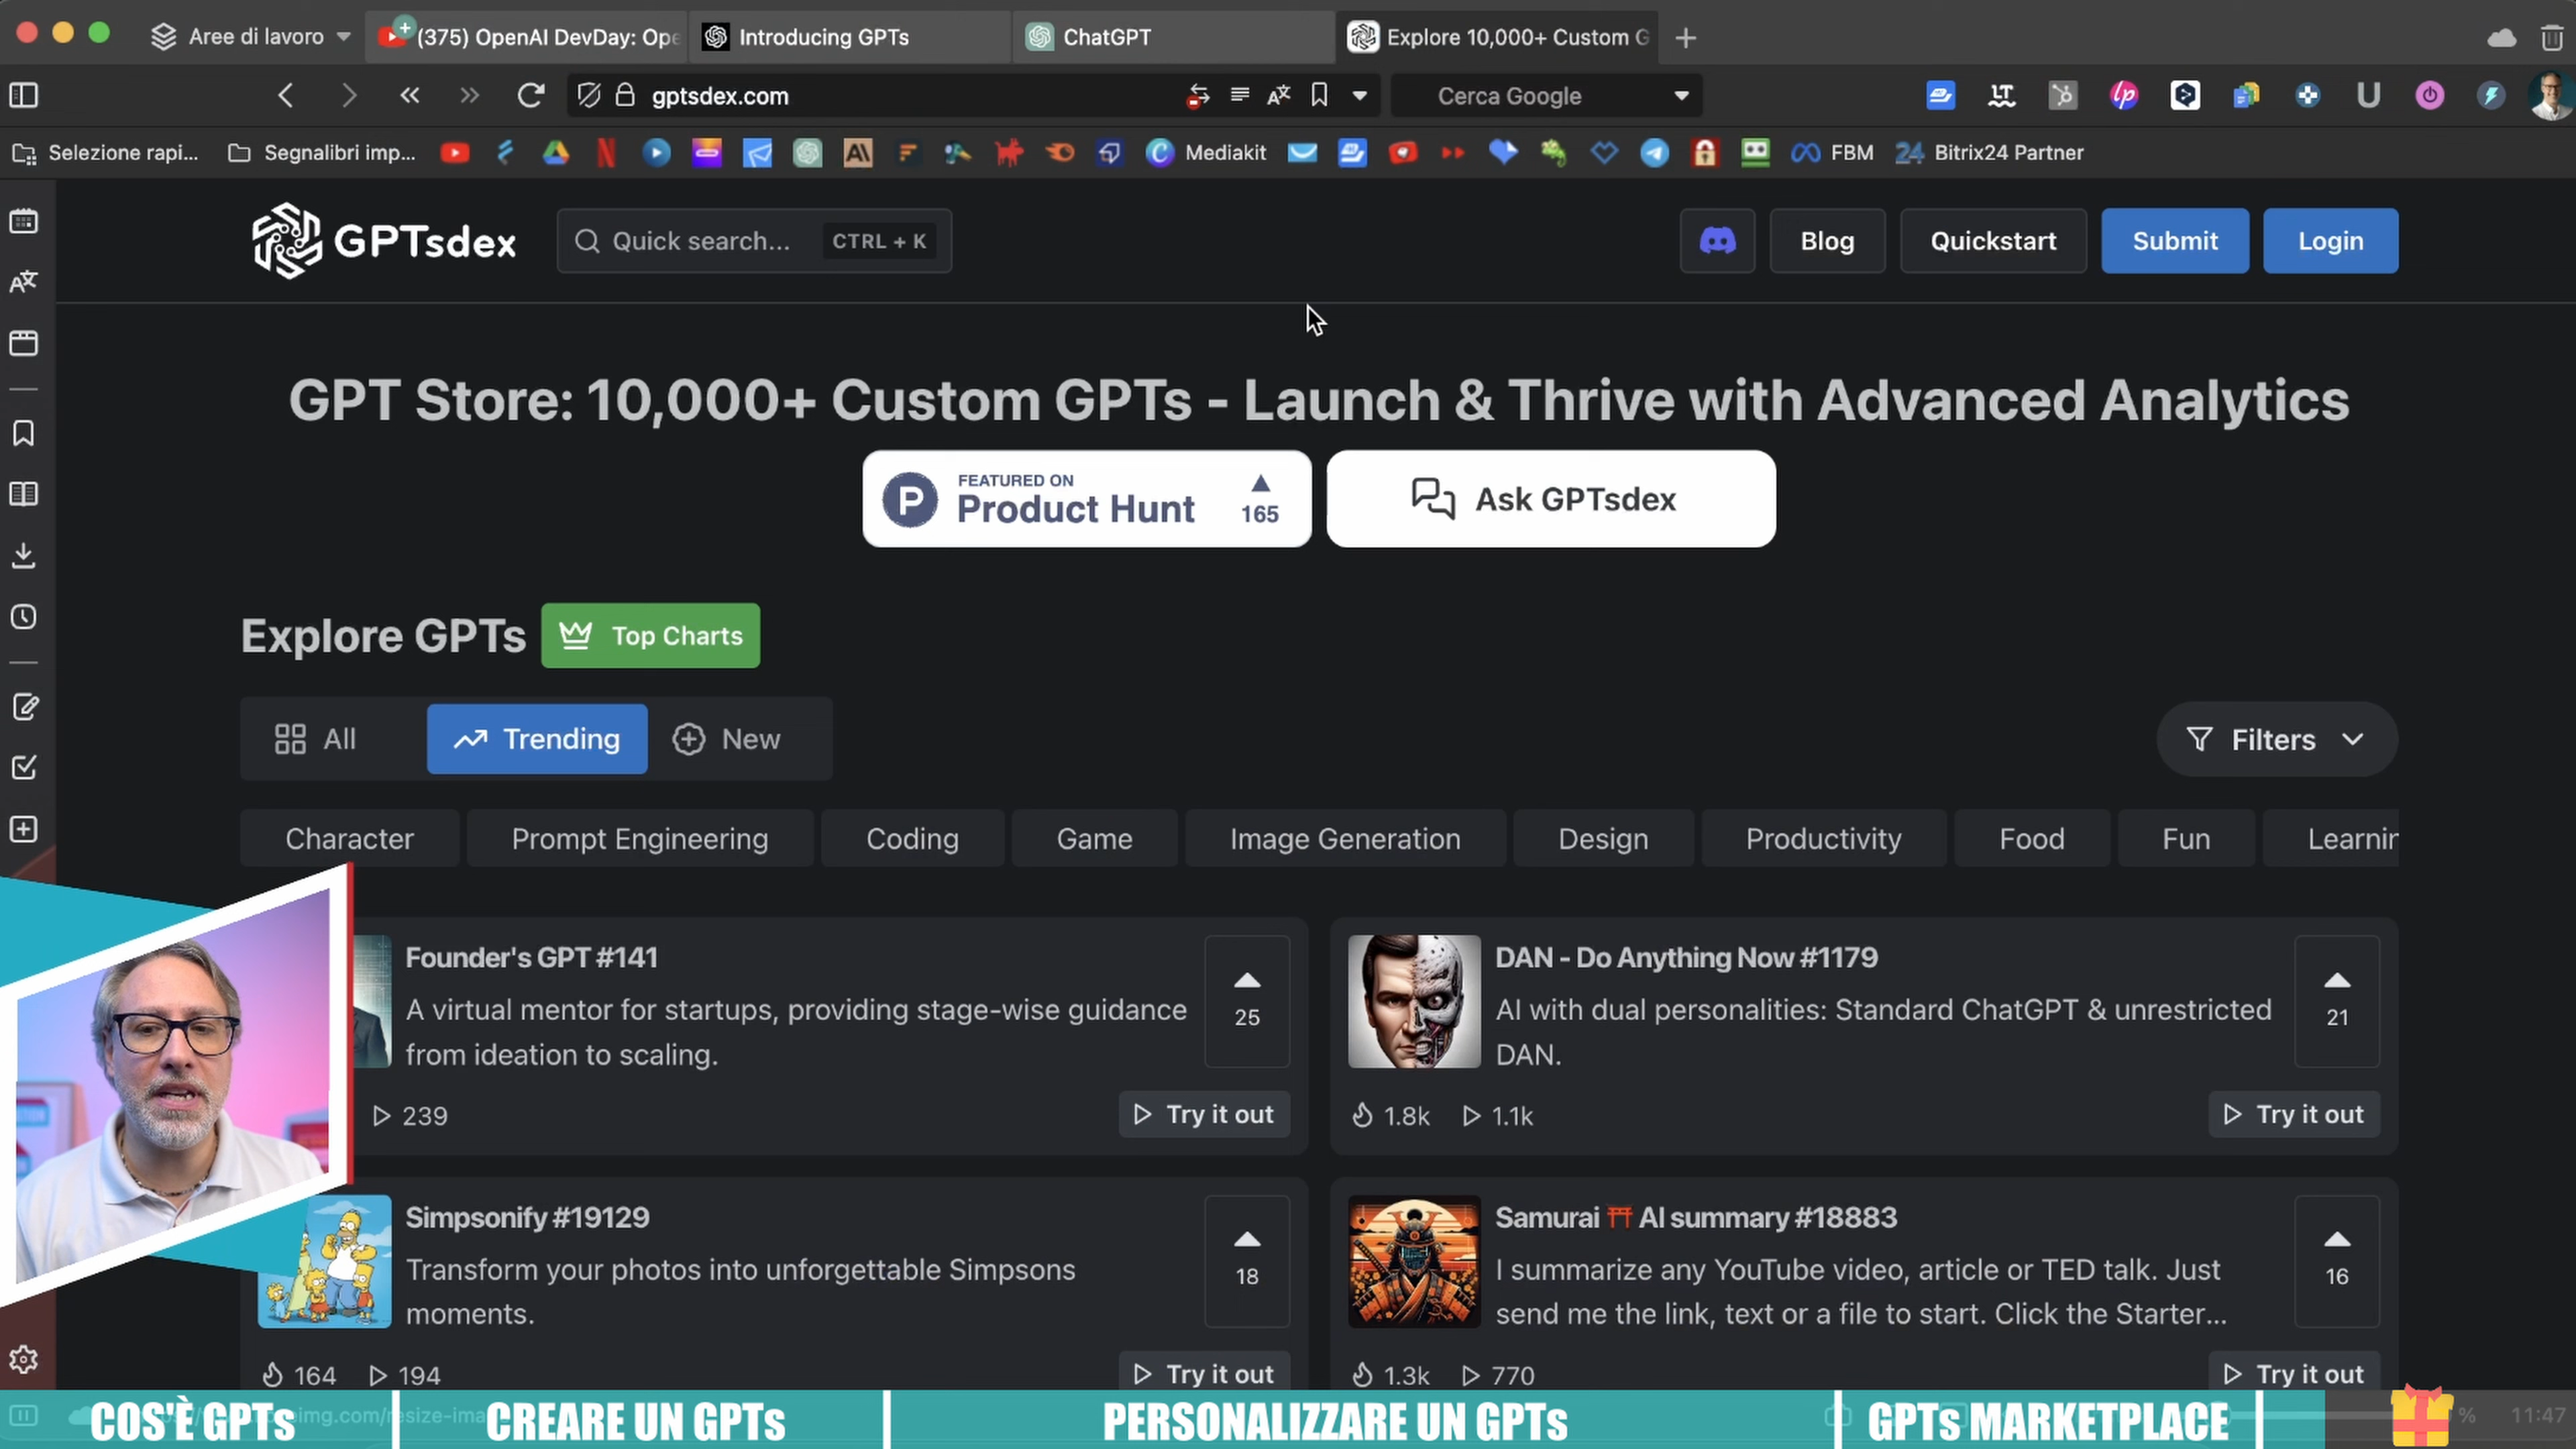 Aree di lavoro
(375) OpenAI DevDay: Ope
Introducing GPTs
ChatGPT
Explore 10,000+ Custom G
gptsdex.com
Cerca Google
Selezione rapi...
Segnalibri imp...
Mediakit
FBM
24 Bitrix24 Partner
GPTsdex
Quick search...
CTRL + K
Blog
Quickstart
Submit
Login
GPT Store: 10,000+ Custom GPTs - Launch & Thrive with Advanced Analytics
FEATURED ON
Product Hunt
165
Ask GPTsdex
Explore GPTs
Top Charts
All
Trending
New
Filters
Character
Prompt Engineering
Coding
Game
Image Generation
Design
Productivity
Food
Fun
Learnin
Founder's GPT #141
A virtual mentor for startups, providing stage-wise guidance
from ideation to scaling.
25
239
Try it out
DAN - Do Anything Now #1179
AI with dual personalities: Standard ChatGPT & unrestricted
DAN.
21
1.8k
1.1k
Try it out
Simpsonify #19129
Transform your photos into unforgettable Simpsons
moments.
18
164
194
Try it out
Samurai ⛩ AI summary #18883
I summarize any YouTube video, article or TED talk. Just
send me the link, text or a file to start. Click the Starter...
16
1.3k
770
Try it out
COS'È GPTs
CREARE UN GPTs
PERSONALIZZARE UN GPTs
GPTs MARKETPLACE
%
11:47